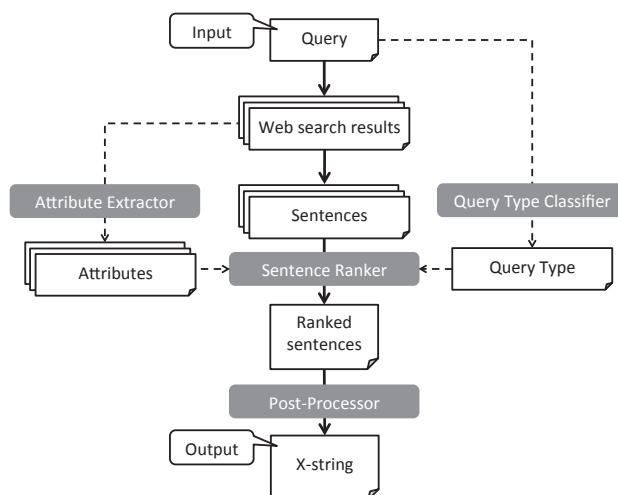 Input
Query
Web search results
Attribute Extractor
Sentences
Query Type Classifier
Attributes
Sentence Ranker
Query Type
Ranked
sentences
Post-Processor
Output
X-string